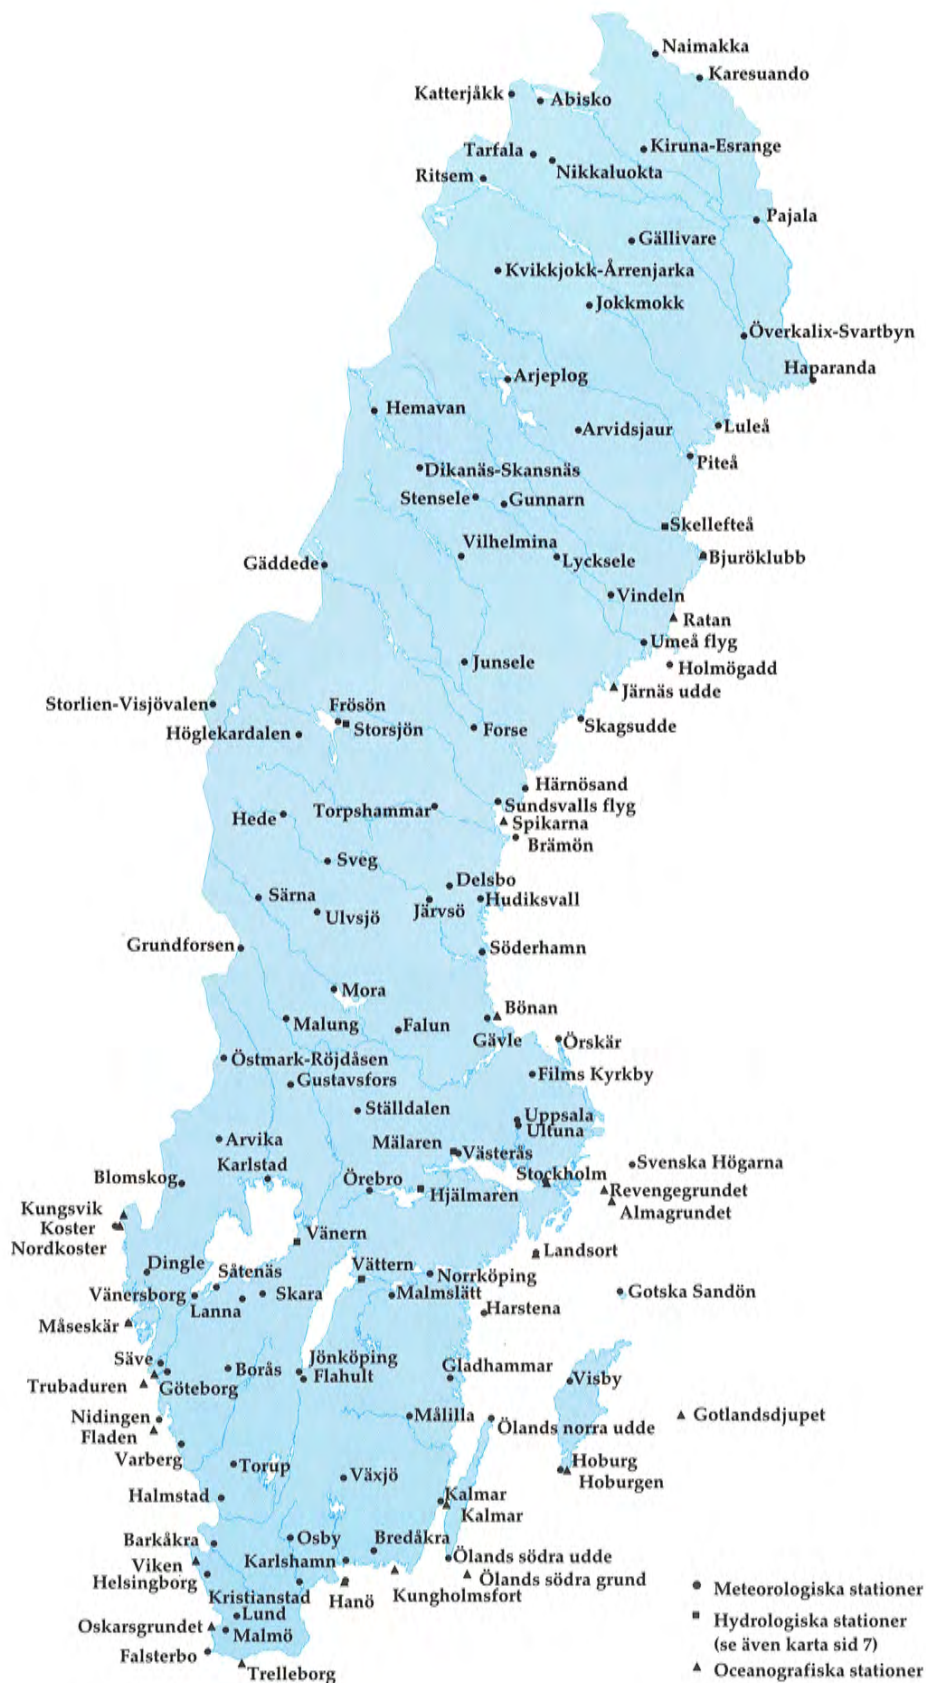 Naimakka
Karesuando
Katterjåkk
Abisko
Kiruna-Esrange
Tarfala
Nikkaluokta
Ritsem
Pajala
Gällivare
Kvikkjokk-Årrenjarka
Jokkmokk
Överkalix-Svartbyn
Haparanda
Arjeplog
Hemavan
Luleå
Arvidsjaur
Piteå
Dikanäs-Skansnäs
Stensele
Gunnarn
Skellefteå
Vilhelmina
Lycksele
Bjuröklubb
Gäddede
Vindeln
Ratan
Umeå flyg
Junsele
Holmögadd
Järnäs udde
Storlien-Visjövalen
Frösön
Storsjön
Höglekardalen
Forse
Skagsudde
Härnösand
Sundsvalls flyg
Torpshammar
Hede
Spikarna
Brämön
Sveg
Delsbo
Särna
Hudiksvall
Järvsö
Ulvsjö
Grundforsen
Söderhamn
Mora
Bönan
Malung
Falun
Gävle
Örskär
Östmark-Röjdåsen
Films Kyrkby
Gustavsfors
Ställdalen
Uppsala
Ultuna
Arvika
Mälaren
Västerås
Karlstad
Svenska Högarna
Blomskog
Örebro
Stockholm
Hjälmaren
Revengegrundet
Kungsvik
Almagrundet
Koster
Nordkoster
Vänern
Landsort
Dingle
Såtenäs
Vättern
Norrköping
Vänersborg
Skara
Malmslätt
Gotska Sandön
Lanna
Harstena
Måseskär
Säve
Borås
Jönköping
Gladhammar
Flahult
Visby
Trubaduren
Göteborg
Nidingen
Målilla
Gotlandsdjupet
Fladen
Ölands norra udde
Varberg
Torup
Hoburg
Växjö
Hoburgen
Halmstad
Kalmar
Kalmar
Barkåkra
Osby
Bredåkra
Viken
Karlshamn
Ölands södra udde
Helsingborg
Ölands södra grund
Kristianstad
Hanö
Kungholmsfort
Meteorologiska stationer
Lund
Oskarsgrundet
Malmö
Hydrologiska stationer
(se även karta sid 7)
Falsterbo
Trelleborg
Oceanografiska stationer